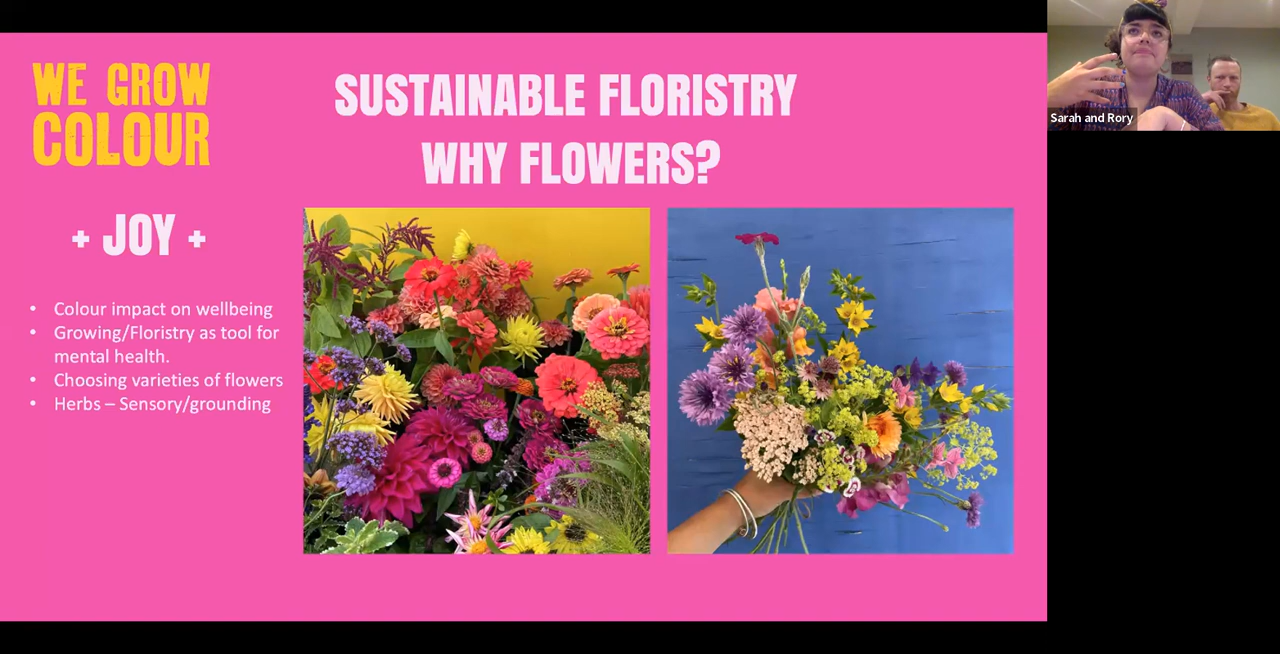 WE GROW
COLOUR
SUSTAINABLE FLORISTRY
WHY FLOWERS?
+ JOY +
• Colour impact on wellbeing
• Growing/Floristry as tool for
mental health.
• Choosing varieties of flowers
• Herbs – Sensory/grounding
Sarah and Rory